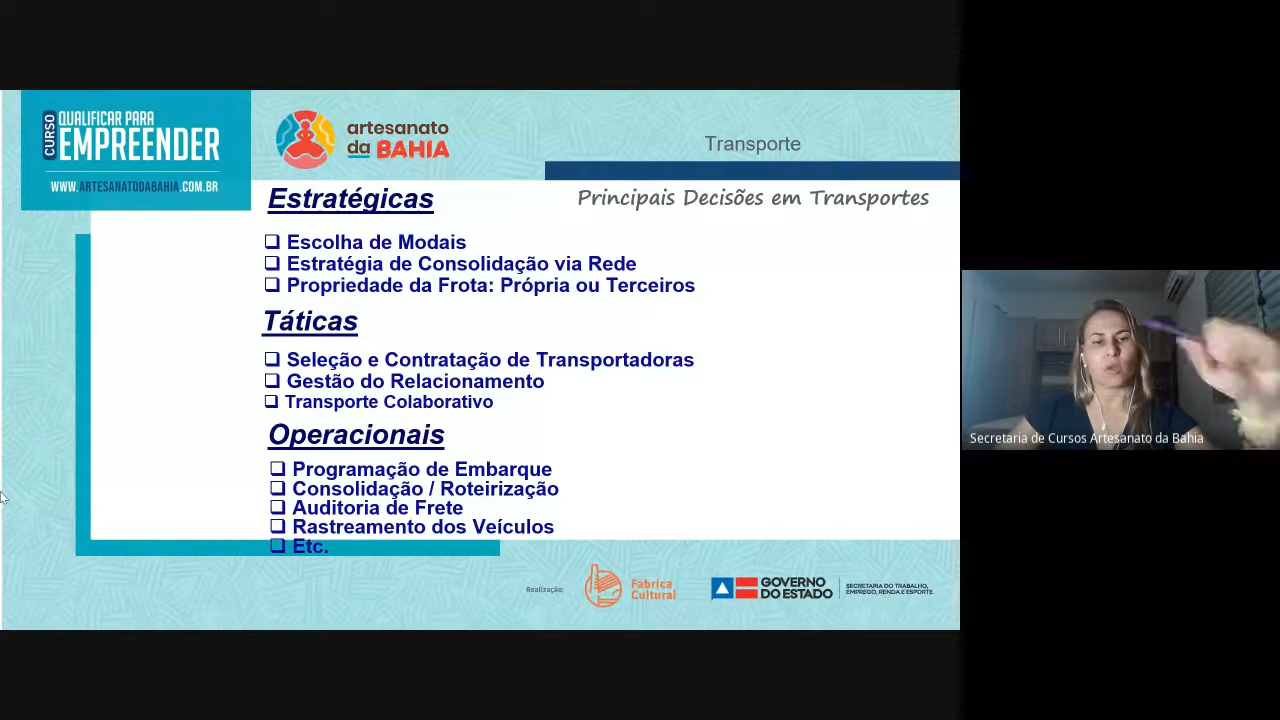 CURSO
QUALIFICAR PARA
EMPREENDER
WWW.ARTESANATODABAHIA.COM.BR
artesanato
da BAHIA
Transporte
Principais Decisões em Transportes
Estratégicas
❑ Escolha de Modais
❑ Estratégia de Consolidação via Rede
❑ Propriedade da Frota: Própria ou Terceiros
Táticas
❑ Seleção e Contratação de Transportadoras
❑ Gestão do Relacionamento
❑ Transporte Colaborativo
Operacionais
❑ Programação de Embarque
❑ Consolidação / Roteirização
❑ Auditoria de Frete
❑ Rastreamento dos Veículos
❑ Etc.
Realização:
Fabrica
Cultural
GOVERNO
DO ESTADO
SECRETARIA DO TRABALHO,
EMPREGO, RENDA E ESPORTE
Secretaria de Cursos Artesanato da Bahia